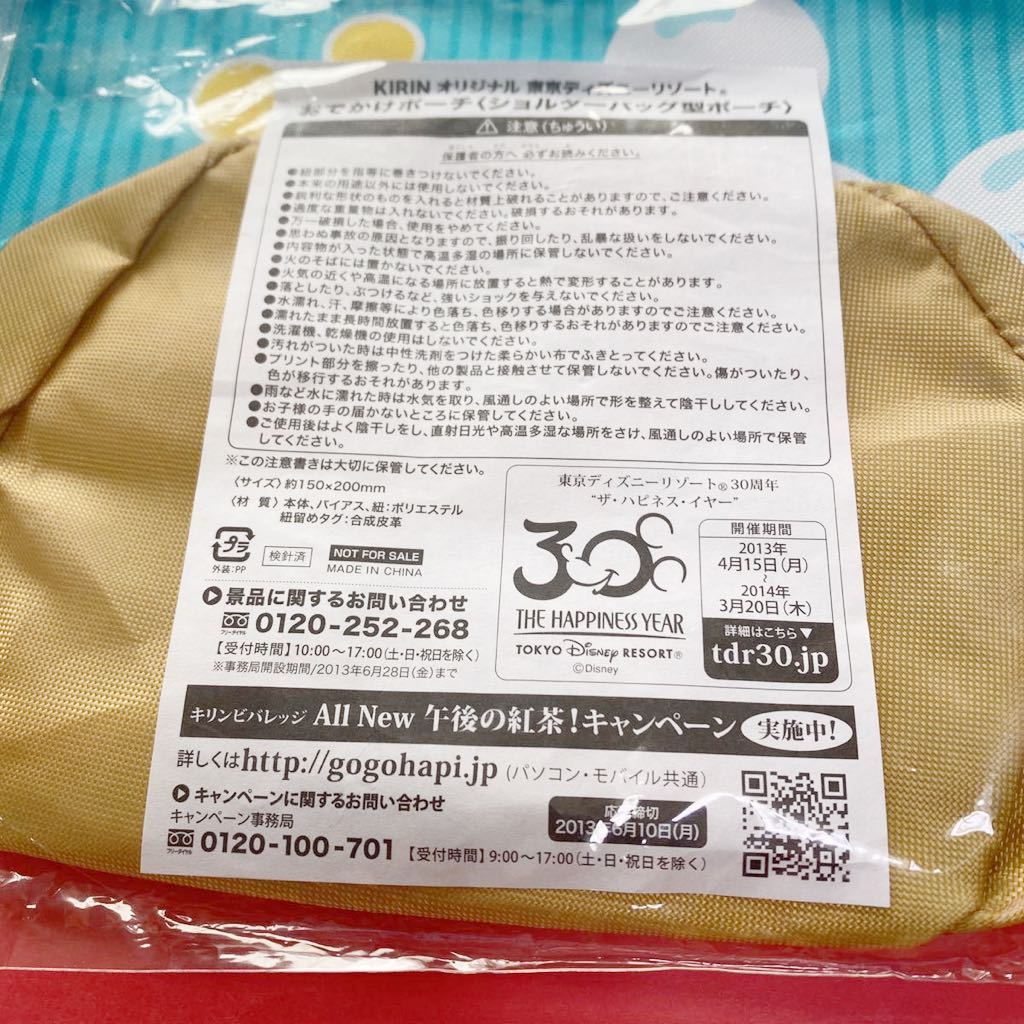 KIRIN オリジナル 東京ディズニーリゾート®
おでかけポーチ〈ショルダーバッグ型ポーチ〉
⚠ 注意(ちゅうい)
保護者の方へ 必ずお読みください。
●紐部分を指等に巻きつけないでください。
●本来の用途以外には使用しないでください。
●鋭利な形状のものを入れると材質上破れることがありますので、ご注意ください。
●過度な重量物は入れないでください。破損するおそれがあります。
●万一破損した場合、使用をやめてください。
●思わぬ事故の原因となりますので、振り回したり、乱暴な扱いをしないでください。
●内容物が入った状態で高温多湿の場所に保管しないでください。
●火のそばには置かないでください。
●火気の近くや高温になる場所に放置すると熱で変形することがあります。
●落としたり、ぶつけるなど、強いショックを与えないでください。
●水濡れ、汗、摩擦等により色落ち、色移りする場合がありますのでご注意ください。
●濡れたまま長時間放置すると色落ち、色移りするおそれがありますのでご注意ください。
●洗濯機、乾燥機の使用はしないでください。
●汚れがついた時は中性洗剤をつけた柔らかい布でふきとってください。
●プリント部分を擦ったり、他の製品と接触させて保管しないでください。傷がついたり、
色が移行するおそれがあります。
●雨など水に濡れた時は水気を取り、風通しのよい場所で形を整えて陰干ししてください。
●お子様の手の届かないところに保管してください。
●ご使用後はよく陰干しをし、直射日光や高温多湿な場所をさけ、風通しのよい場所で保管
してください。
※この注意書きは大切に保管してください。
〈サイズ〉約150×200mm
〈材 質〉本体、バイアス、紐:ポリエステル
紐留めタグ:合成皮革
プラ
外装:PP
検針済
NOT FOR SALE
MADE IN CHINA
景品に関するお問い合わせ
フリーダイヤル 0120-252-268
【受付時間】10:00〜17:00(土・日・祝日を除く)
※事務局開設期間/2013年6月28日(金)まで
東京ディズニーリゾート®30周年
“ザ・ハピネス・イヤー”
30
THE HAPPINESS YEAR
TOKYO Disney RESORT®
©Disney
開催期間
2013年
4月15日(月)
〜
2014年
3月20日(木)
詳細はこちら▼
tdr30.jp
キリンビバレッジ All New 午後の紅茶!キャンペーン 実施中!
詳しくはhttp://gogohapi.jp (パソコン・モバイル共通)
キャンペーンに関するお問い合わせ
キャンペーン事務局
フリーダイヤル 0120-100-701 【受付時間】9:00〜17:00(土・日・祝日を除く)
応募締切
2013年6月10日(月)